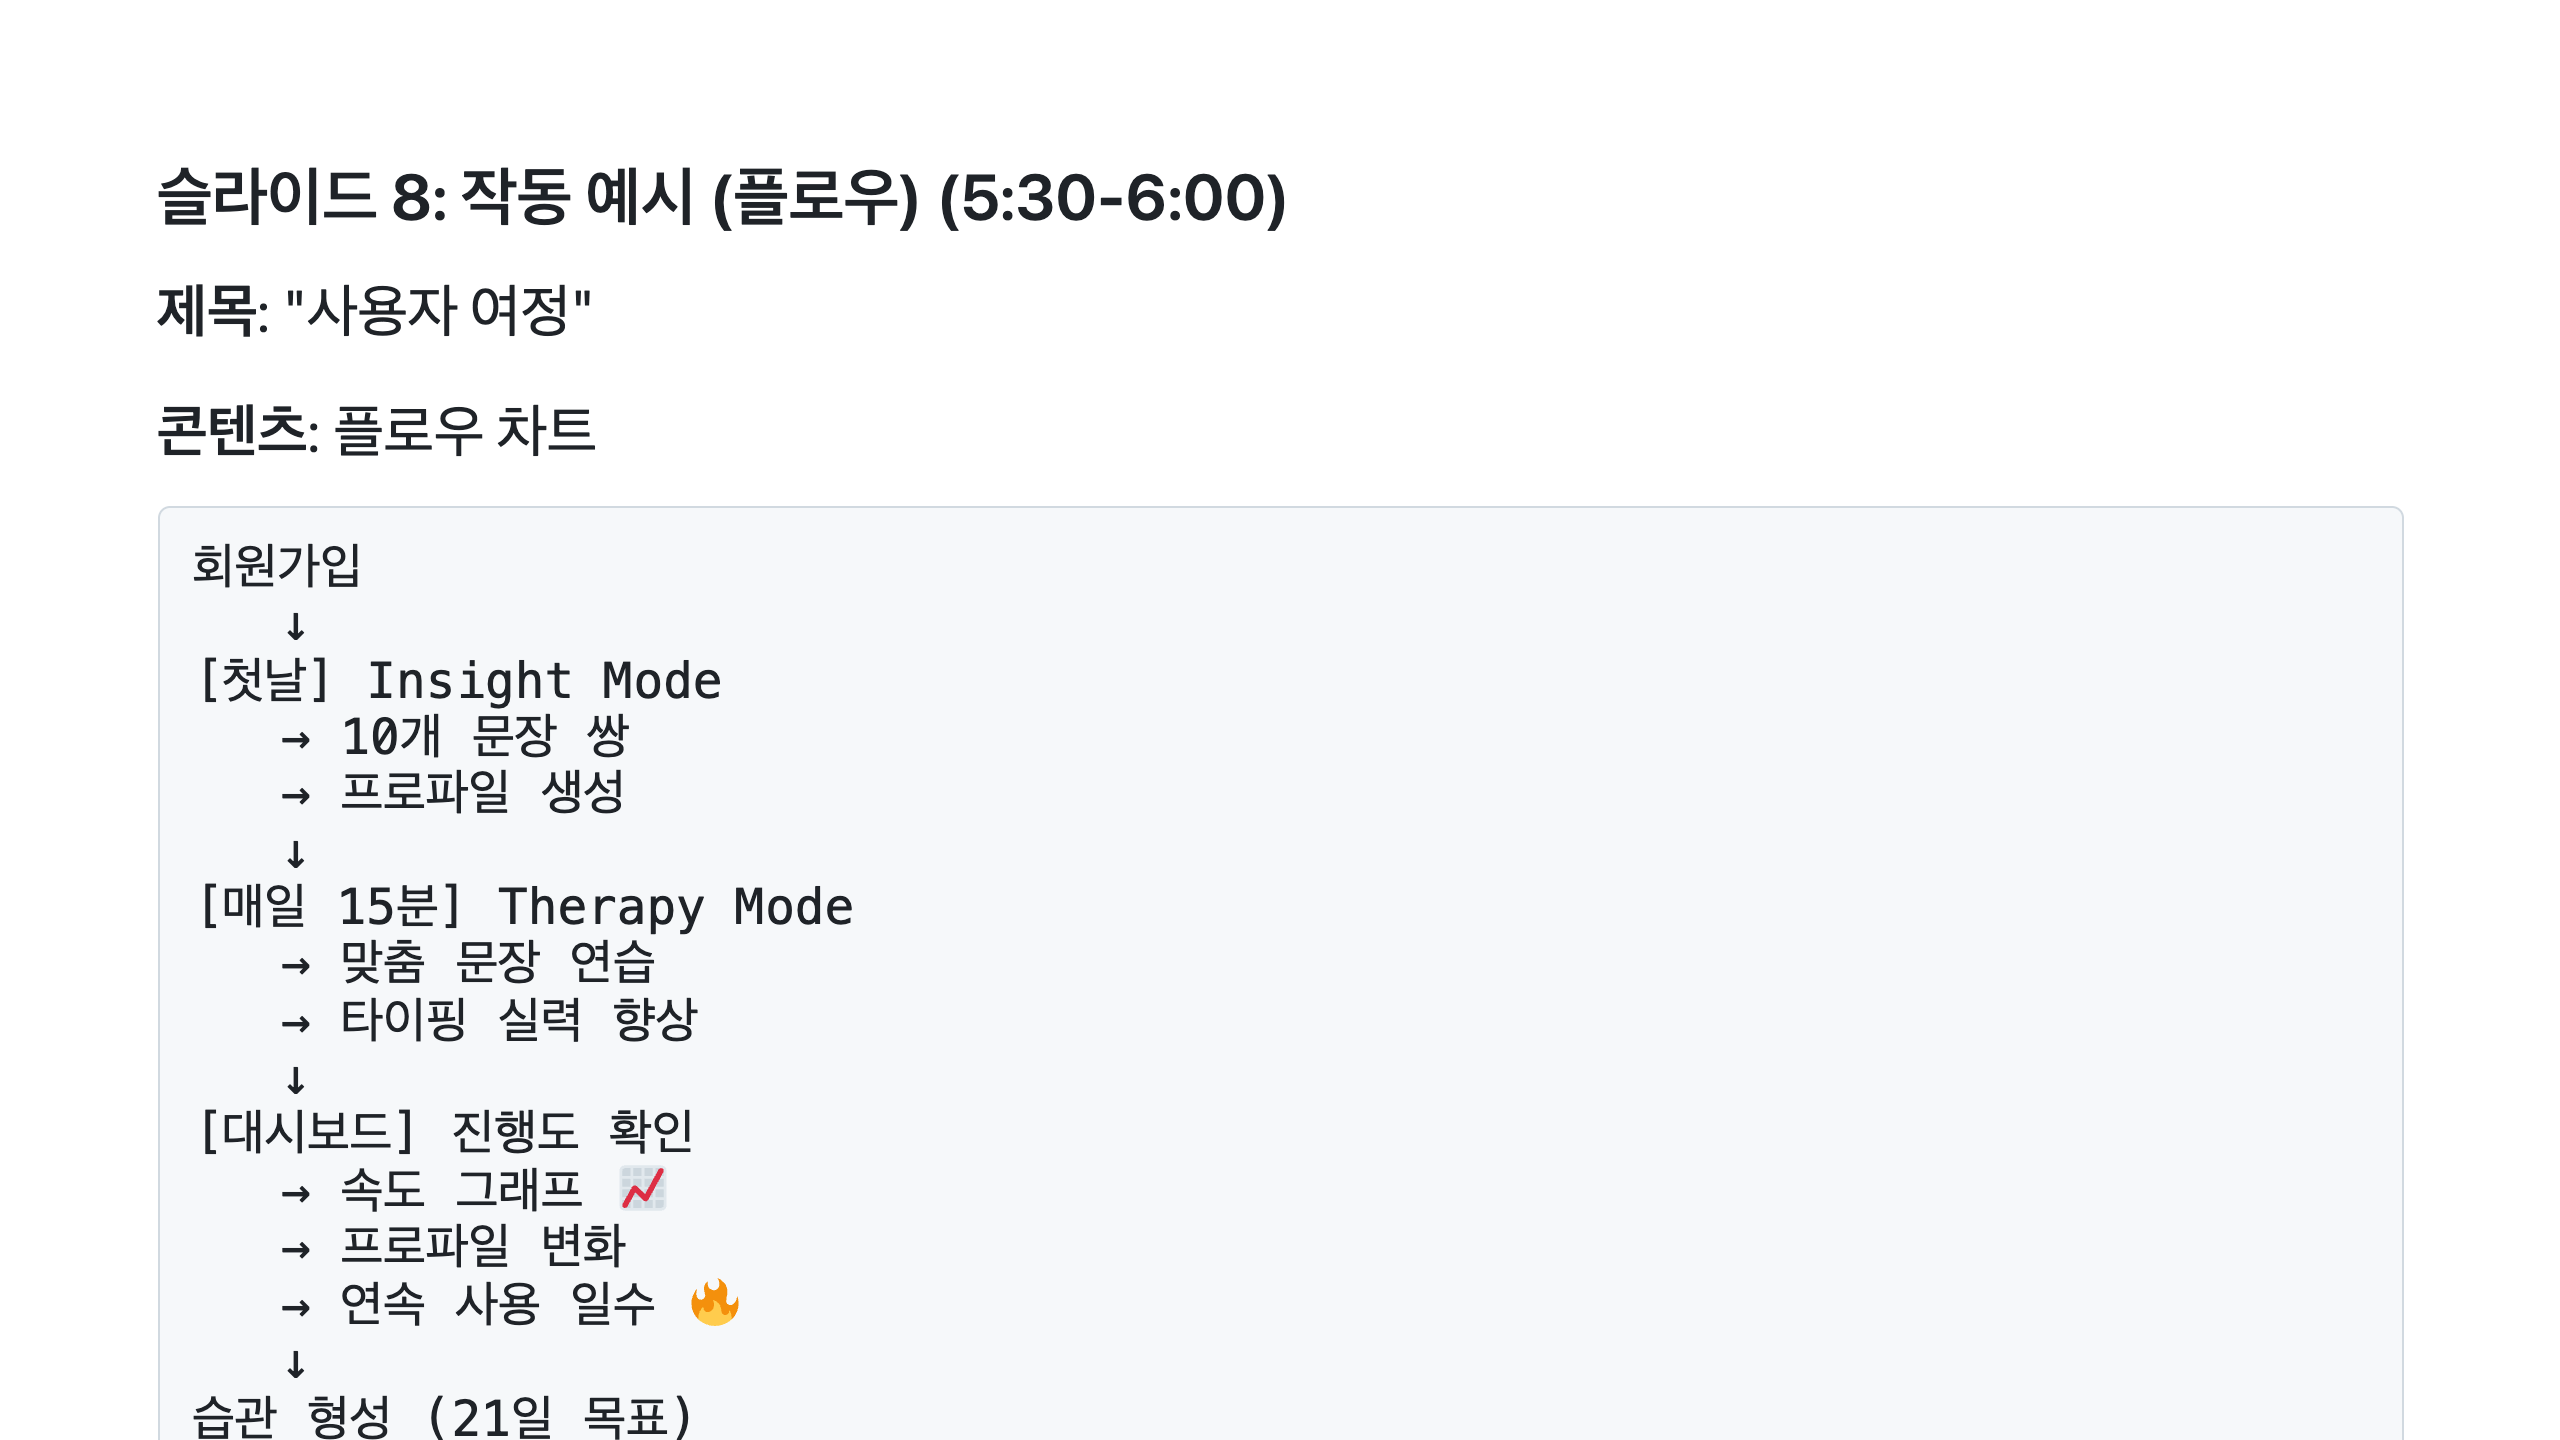 슬라이드 8: 작동 예시 (플로우) (5:30-6:00)
제목: "사용자 여정"
콘텐츠: 플로우 차트
회원가입
↓
[첫날] Insight Mode
→ 10개 문장 쌍
→ 프로파일 생성
↓
[매일 15분] Therapy Mode
→ 맞춤 문장 연습
→ 타이핑 실력 향상
↓
[대시보드] 진행도 확인
→ 속도 그래프 📈
→ 프로파일 변화
→ 연속 사용 일수 🔥
↓
습관 형성 (21일 목표)